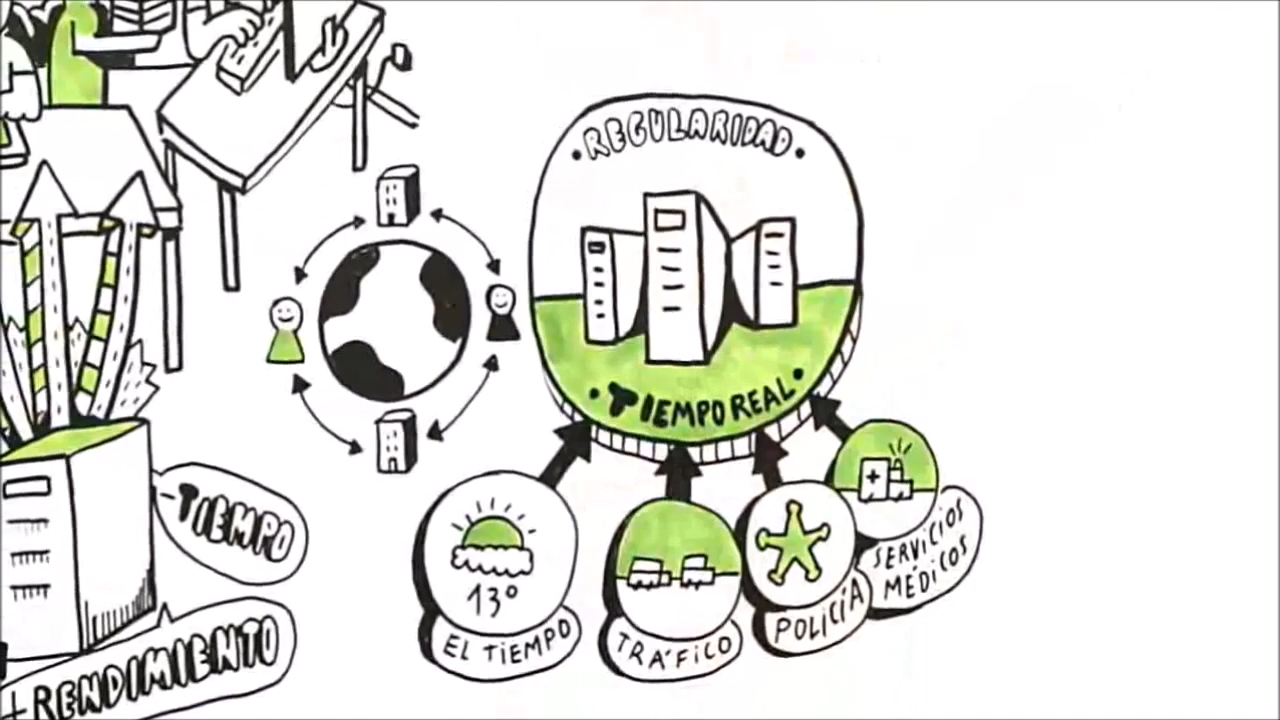 REGULARIDAD
TIEMPO REAL
-TIEMPO
+RENDIMIENTO
13°
EL TIEMPO
TRÁFICO
POLICÍA
SERVICIOS
MÉDICOS